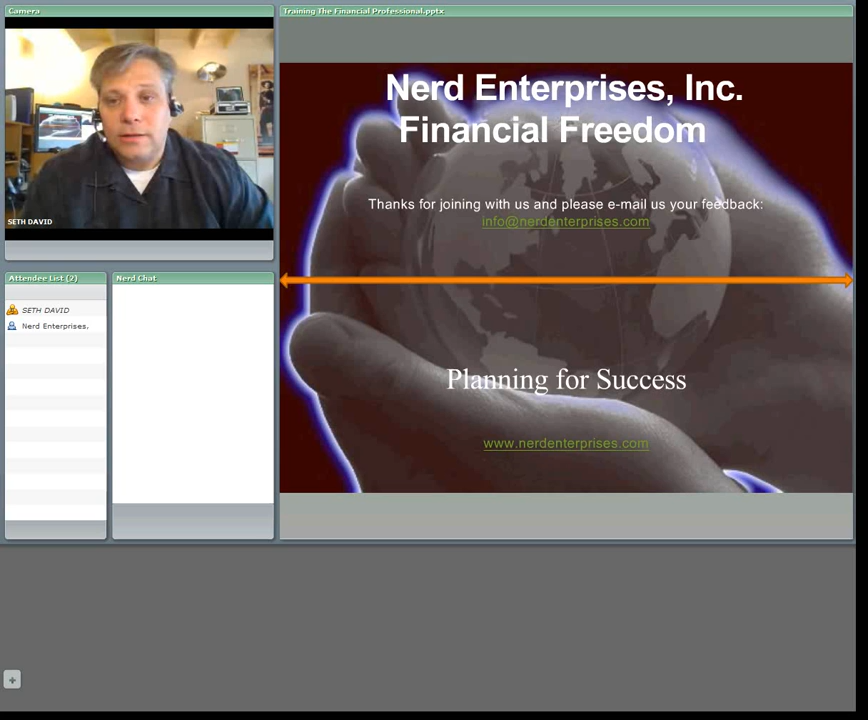 Camera
Training The Financial Professional.pptx
SETH DAVID
Nerd Enterprises, Inc.
Financial Freedom
Thanks for joining with us and please e-mail us your feedback:
info@nerdenterprises.com
Planning for Success
www.nerdenterprises.com
Attendee List (2)
Nerd Chat
SETH DAVID
Nerd Enterprises,